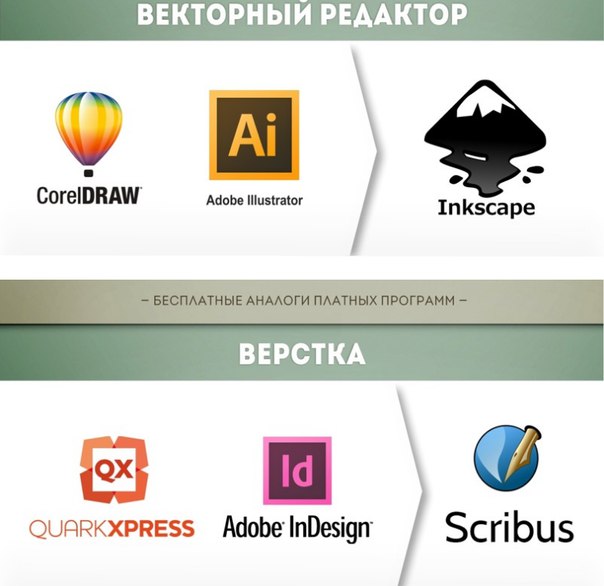 ВЕКТОРНЫЙ РЕДАКТОР
Ai
CorelDRAW
Adobe Illustrator
Inkscape
– БЕСПЛАТНЫЕ АНАЛОГИ ПЛАТНЫХ ПРОГРАММ –
ВЕРСТКА
QX
Id
QUARKXPRESS
Adobe InDesign
Scribus